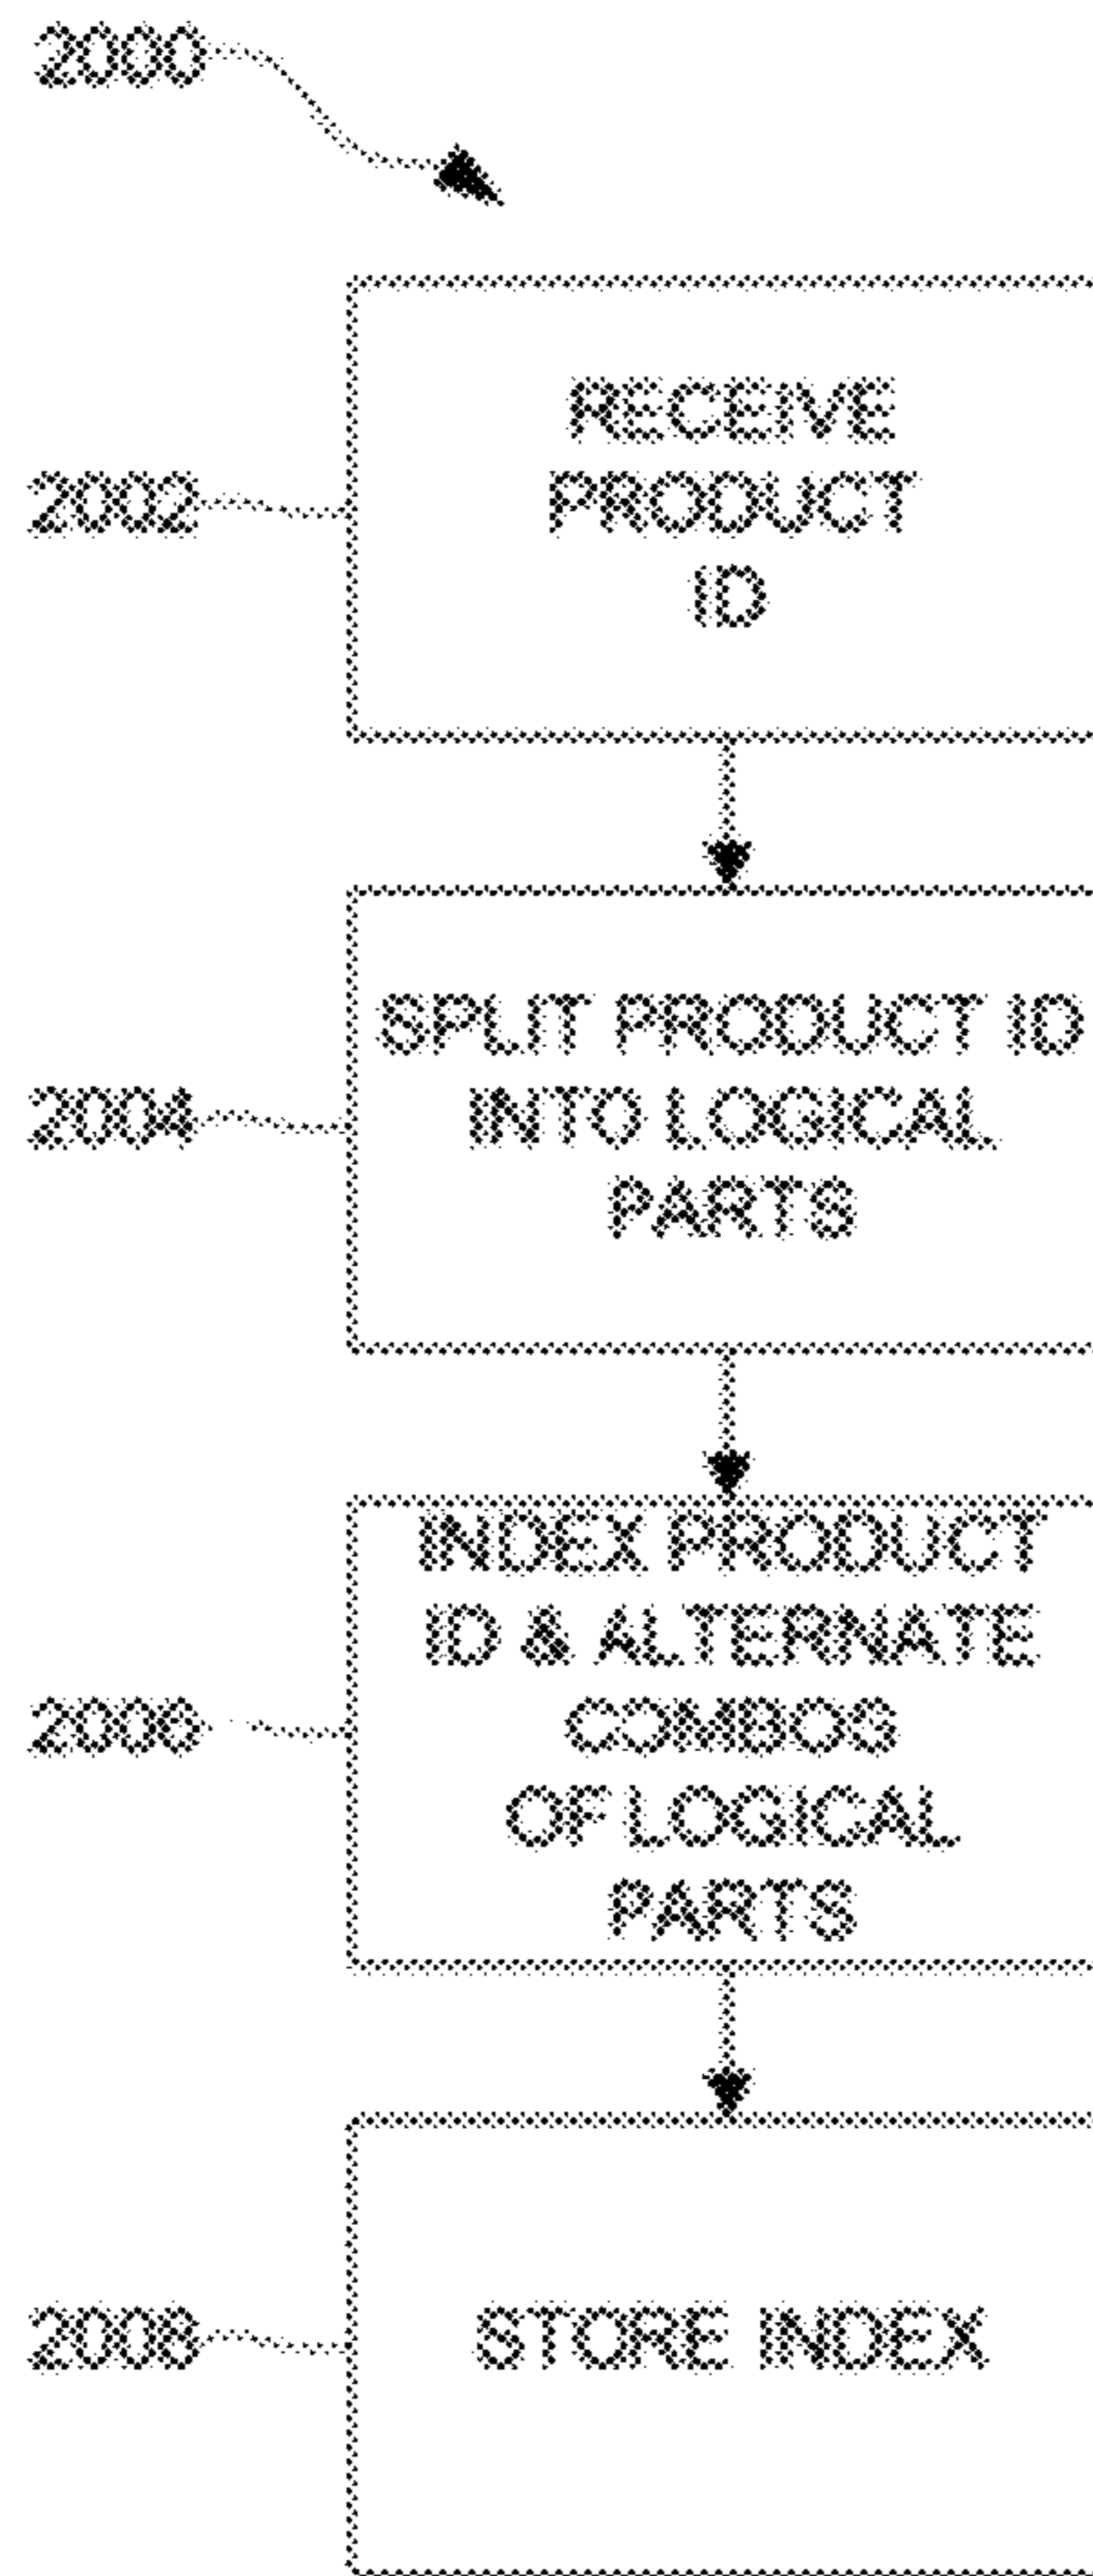 2000
RECEIVE
PRODUCT
ID
2002
SPLIT PRODUCT ID
INTO LOGICAL
PARTS
2004
INDEX PRODUCT
ID & ALTERNATE
COMBOS
OF LOGICAL
PARTS
2006
STORE INDEX
2008